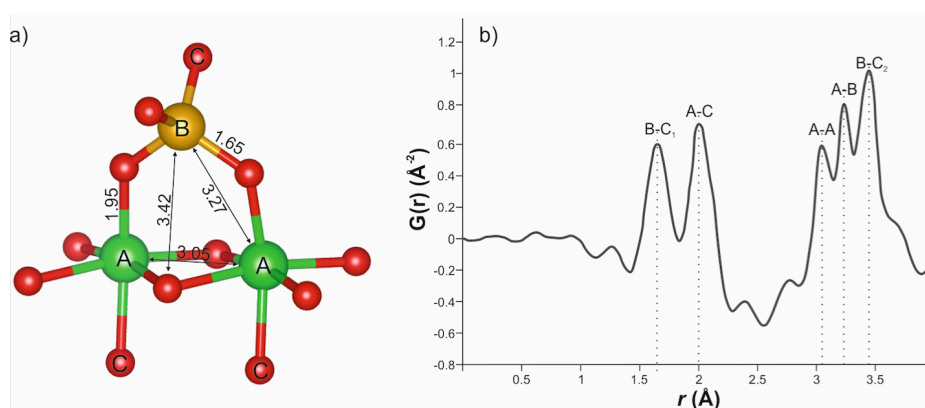 a)
C
B
1.65
1.95
3.42
3.27
A
3.05
A
C
C
b)
G(r) (Å⁻²)
1.2
1
0.8
0.6
0.4
0.2
0
-0.2
-0.4
-0.6
-0.8
B-C₁
A-C
A-A
A-B
B-C₂
0.5
1
1.5
2
2.5
3
3.5
r (Å)